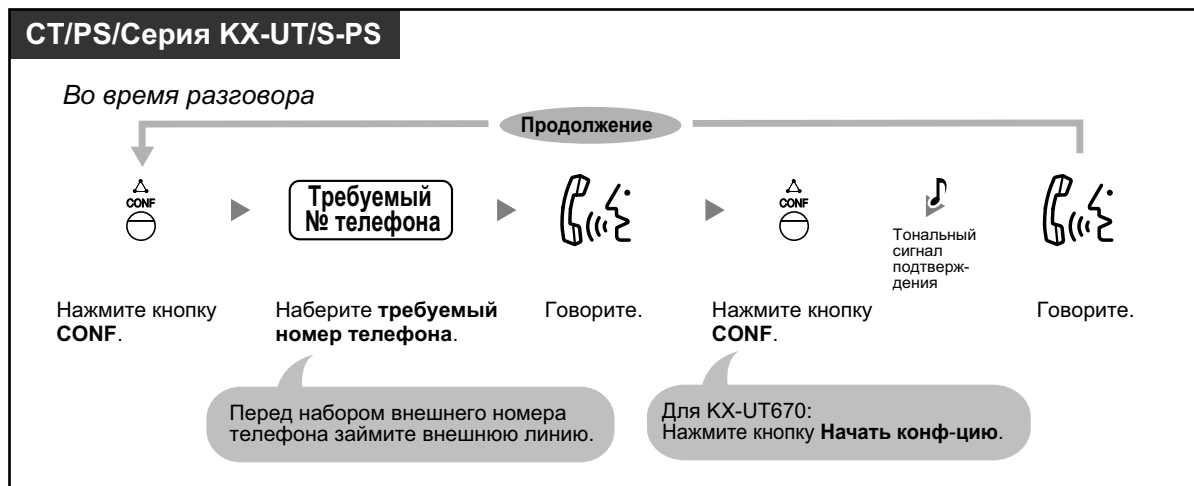 СТ/PS/Серия KX-UT/S-PS
Во время разговора
Продолжение
CONF
Требуемый
№ телефона
CONF
Тональный
сигнал
подтверж-
дения
Нажмите кнопку
CONF.
Наберите требуемый
номер телефона.
Говорите.
Нажмите кнопку
CONF.
Говорите.
Перед набором внешнего номера
телефона займите внешнюю линию.
Для KX-UT670:
Нажмите кнопку Начать конф-цию.